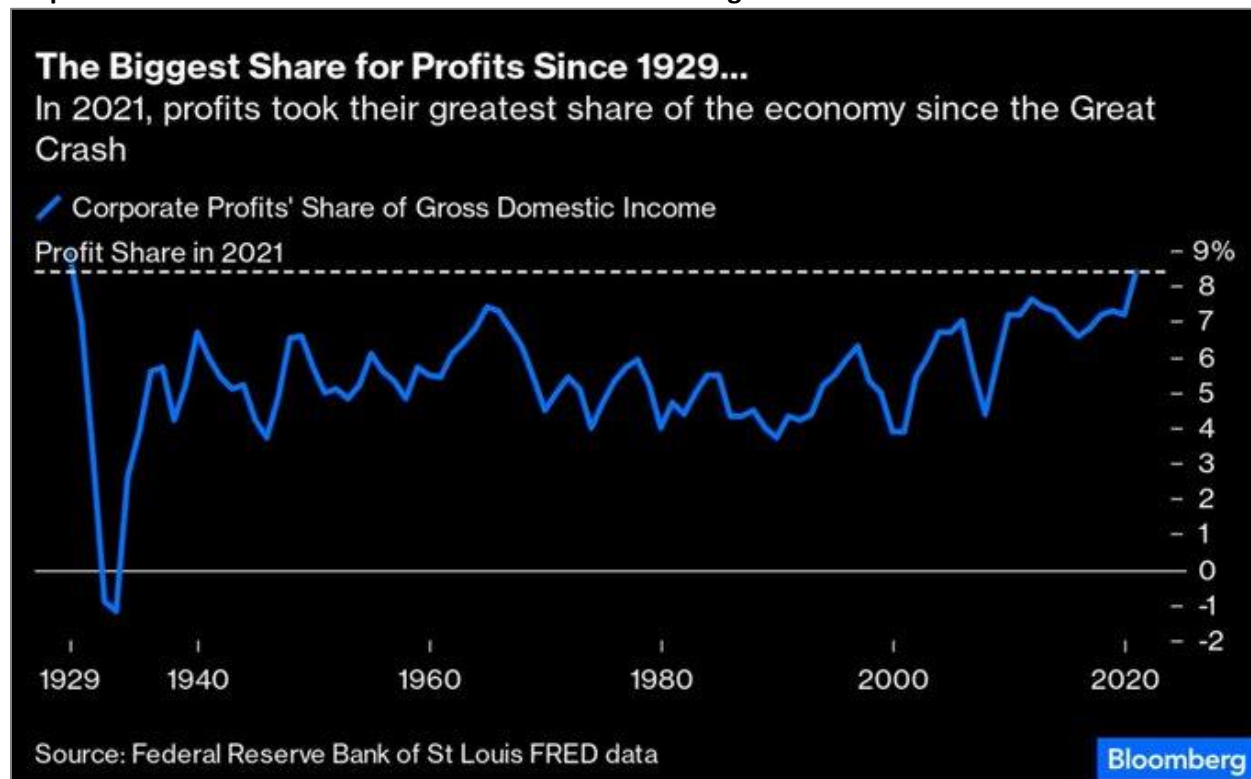 The Biggest Share for Profits Since 1929...
In 2021, profits took their greatest share of the economy since the Great
Crash
Corporate Profits' Share of Gross Domestic Income
Profit Share in 2021
9%
8
7
6
5
4
3
2
1
0
-1
-2
1929 1940 1960 1980 2000 2020
Source: Federal Reserve Bank of St Louis FRED data
Bloomberg